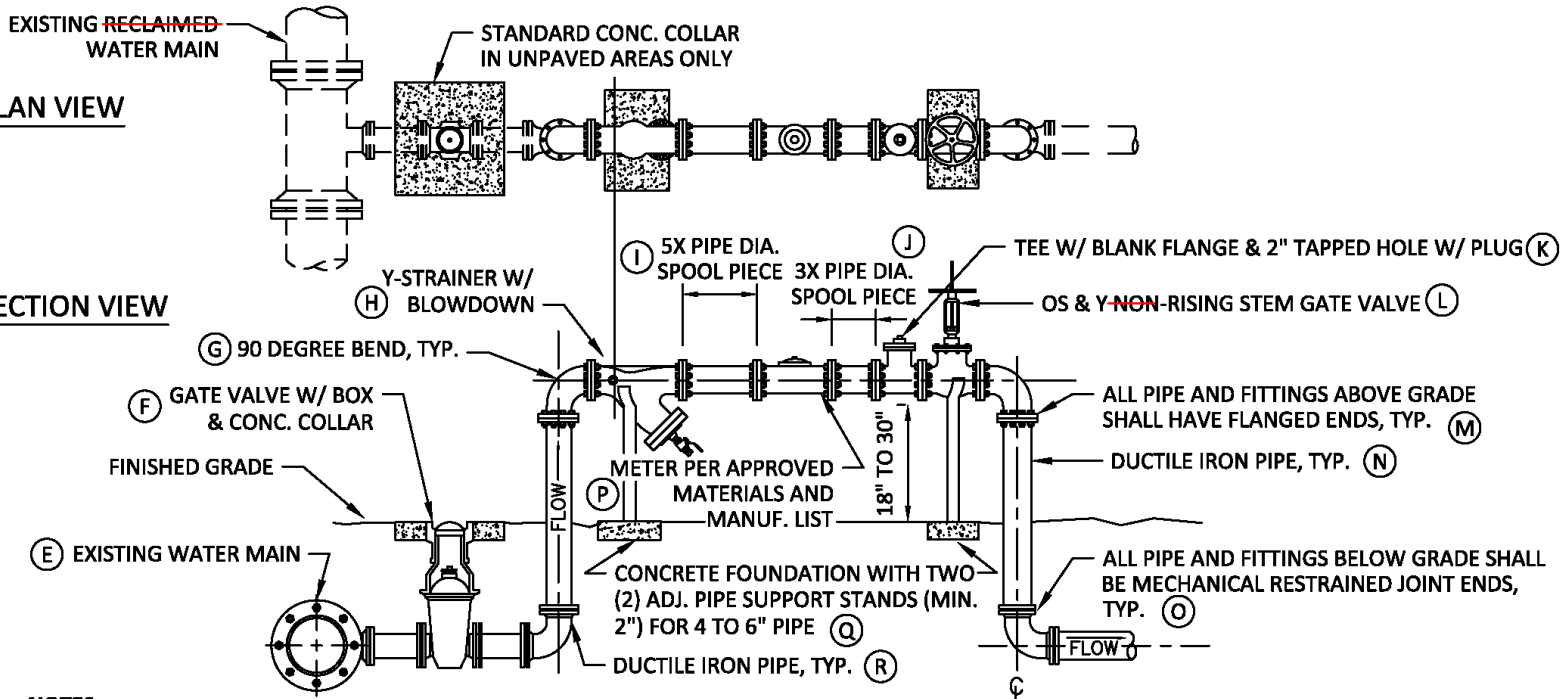 EXISTING RECLAIMED
WATER MAIN
STANDARD CONC. COLLAR
IN UNPAVED AREAS ONLY
LAN VIEW
ECTION VIEW
Y-STRAINER W/
BLOWDOWN
H
I
5X PIPE DIA.
SPOOL PIECE
3X PIPE DIA.
SPOOL PIECE
J
TEE W/ BLANK FLANGE & 2" TAPPED HOLE W/ PLUG K
OS & Y NON-RISING STEM GATE VALVE L
G 90 DEGREE BEND, TYP.
F GATE VALVE W/ BOX
& CONC. COLLAR
FINISHED GRADE
E EXISTING WATER MAIN
FLOW
P
METER PER APPROVED
MATERIALS AND
MANUF. LIST
18" TO 30"
ALL PIPE AND FITTINGS ABOVE GRADE
SHALL HAVE FLANGED ENDS, TYP. M
DUCTILE IRON PIPE, TYP. N
CONCRETE FOUNDATION WITH TWO
(2) ADJ. PIPE SUPPORT STANDS (MIN.
2") FOR 4 TO 6" PIPE Q
DUCTILE IRON PIPE, TYP. R
ALL PIPE AND FITTINGS BELOW GRADE SHALL
BE MECHANICAL RESTRAINED JOINT ENDS,
TYP. O
FLOW